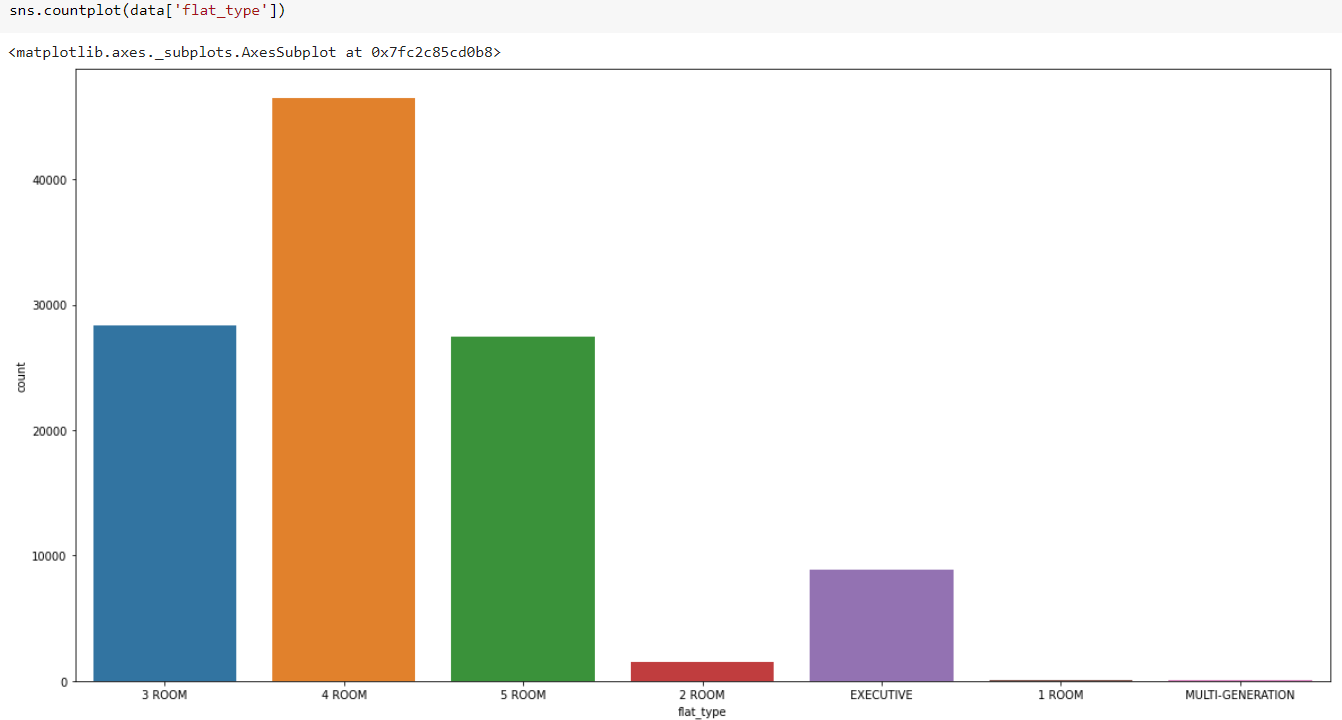 sns.countplot(data['flat_type'])
<matplotlib.axes._subplots.AxesSubplot at 0x7fc2c85cd0b8>
40000
30000
20000
10000
0
count
3 ROOM 4 ROOM 5 ROOM 2 ROOM EXECUTIVE 1 ROOM MULTI-GENERATION
flat_type